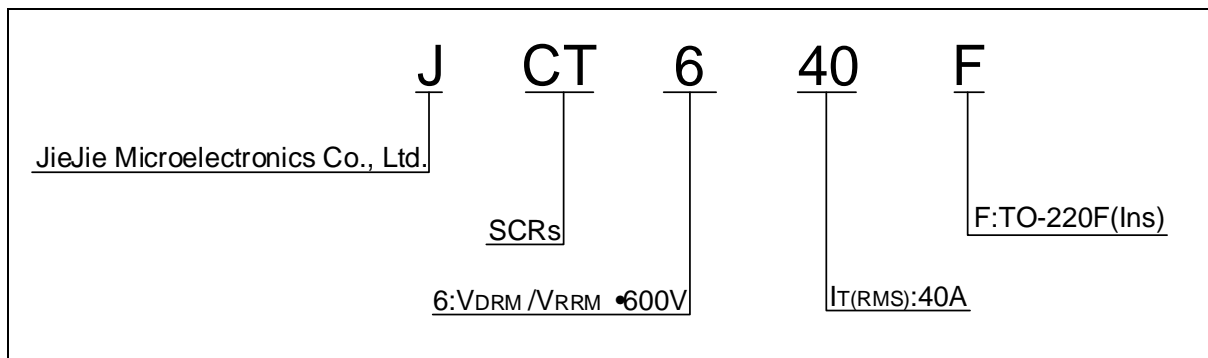 J CT 6 40 F
JieJie Microelectronics Co., Ltd.
F:TO-220F(Ins)
SCRs
6:VDRM/VRRM •600V
IT(RMS):40A